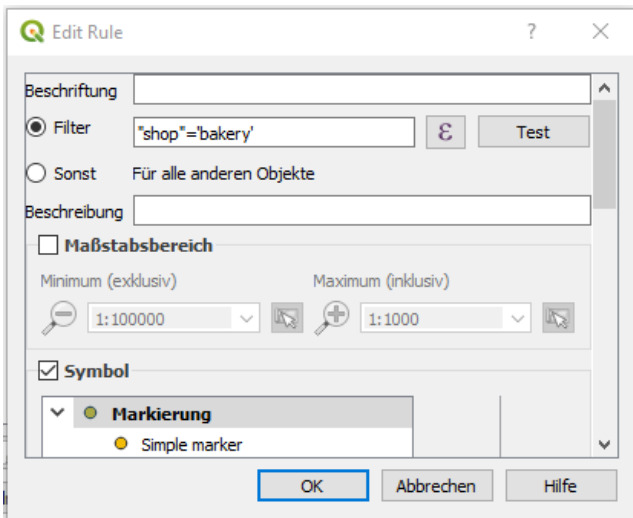 Edit Rule
Beschriftung
Filter "shop"='bakery' ε Test
Sonst Für alle anderen Objekte
Beschreibung
Maßstabsbereich
Minimum (exklusiv) Maximum (inklusiv)
1:100000 1:1000
Symbol
Markierung
Simple marker
OK Abbrechen Hilfe